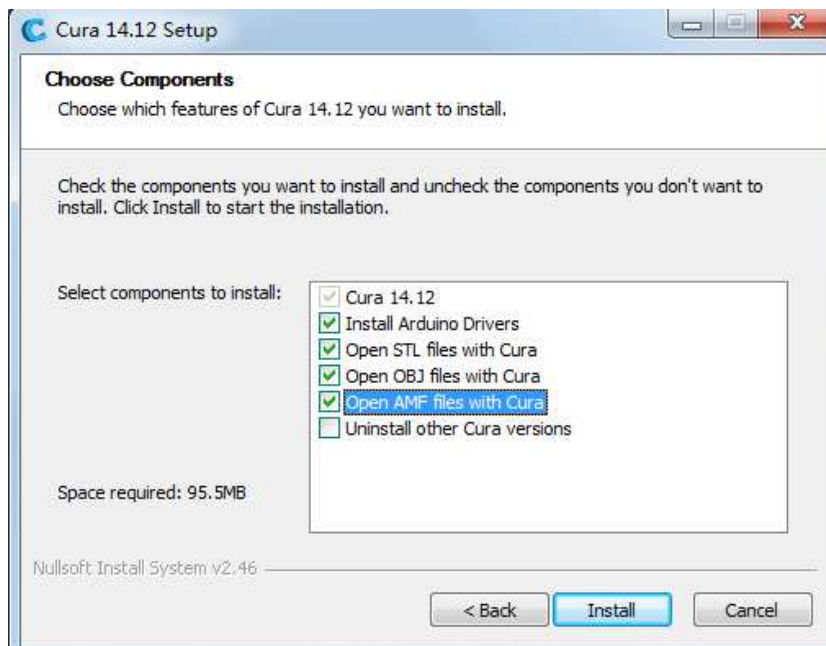 Cura 14.12 Setup
Choose Components
Choose which features of Cura 14.12 you want to install.
Check the components you want to install and uncheck the components you don't want to
install. Click Install to start the installation.
Select components to install:
Cura 14.12
Install Arduino Drivers
Open STL files with Cura
Open OBJ files with Cura
Open AMF files with Cura
Uninstall other Cura versions
Space required: 95.5MB
Nullsoft Install System v2.46
< Back
Install
Cancel